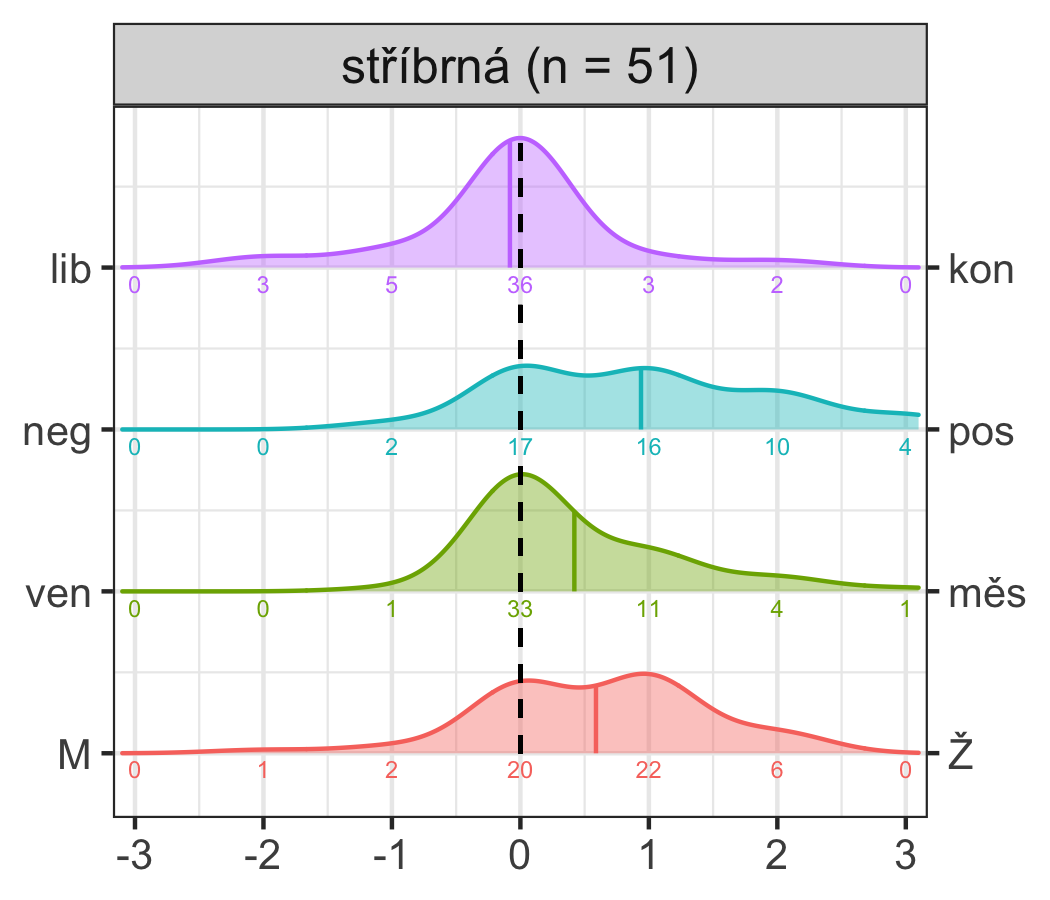 stříbrná (n = 51)
lib kon
0 3 5 36 3 2 0
neg pos
0 0 2 17 16 10 4
ven měs
0 0 1 33 11 4 1
M Ž
0 1 2 20 22 6 0
-3 -2 -1 0 1 2 3